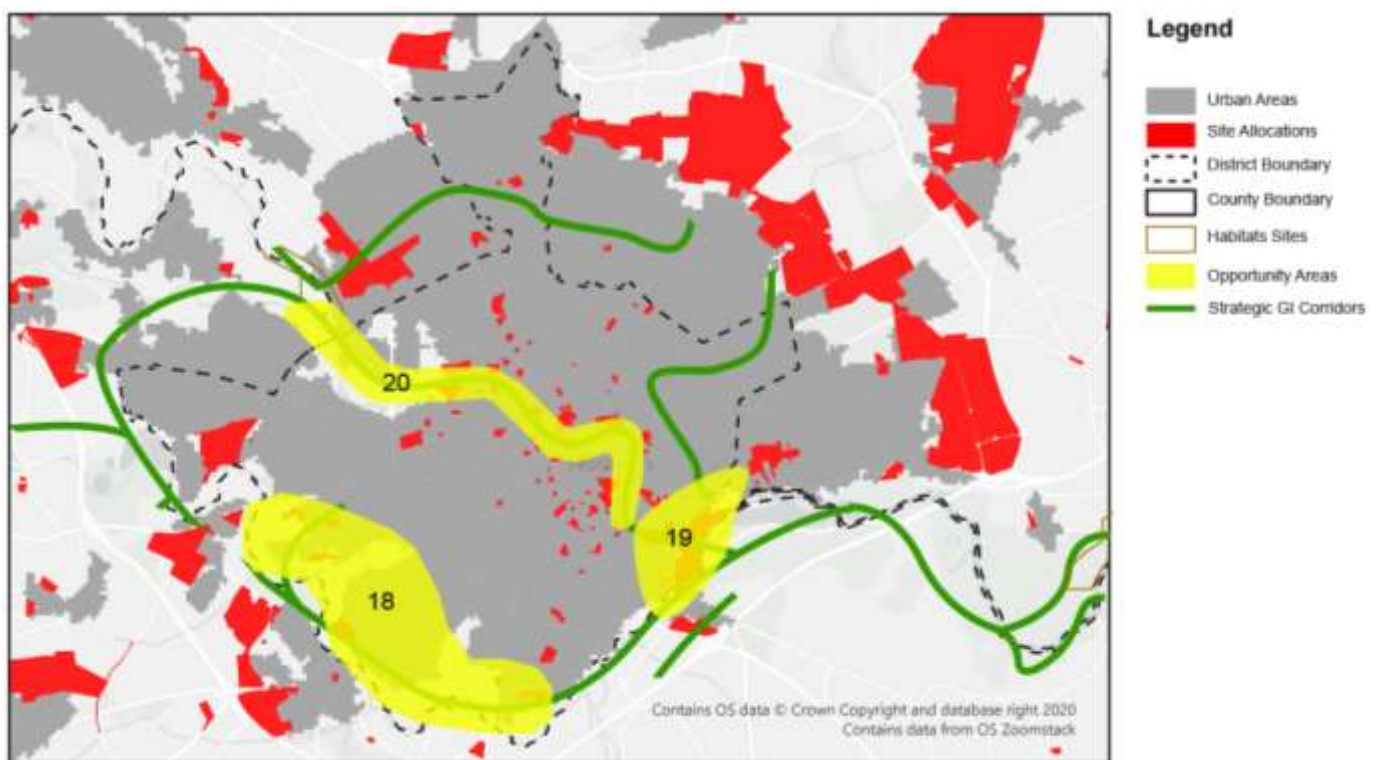 Legend
Urban Areas
Site Allocations
District Boundary
County Boundary
Habitats Sites
Opportunity Areas
Strategic GI Corridors
20
19
18
Contains OS data © Crown Copyright and database right 2020
Contains data from OS Zoomstack